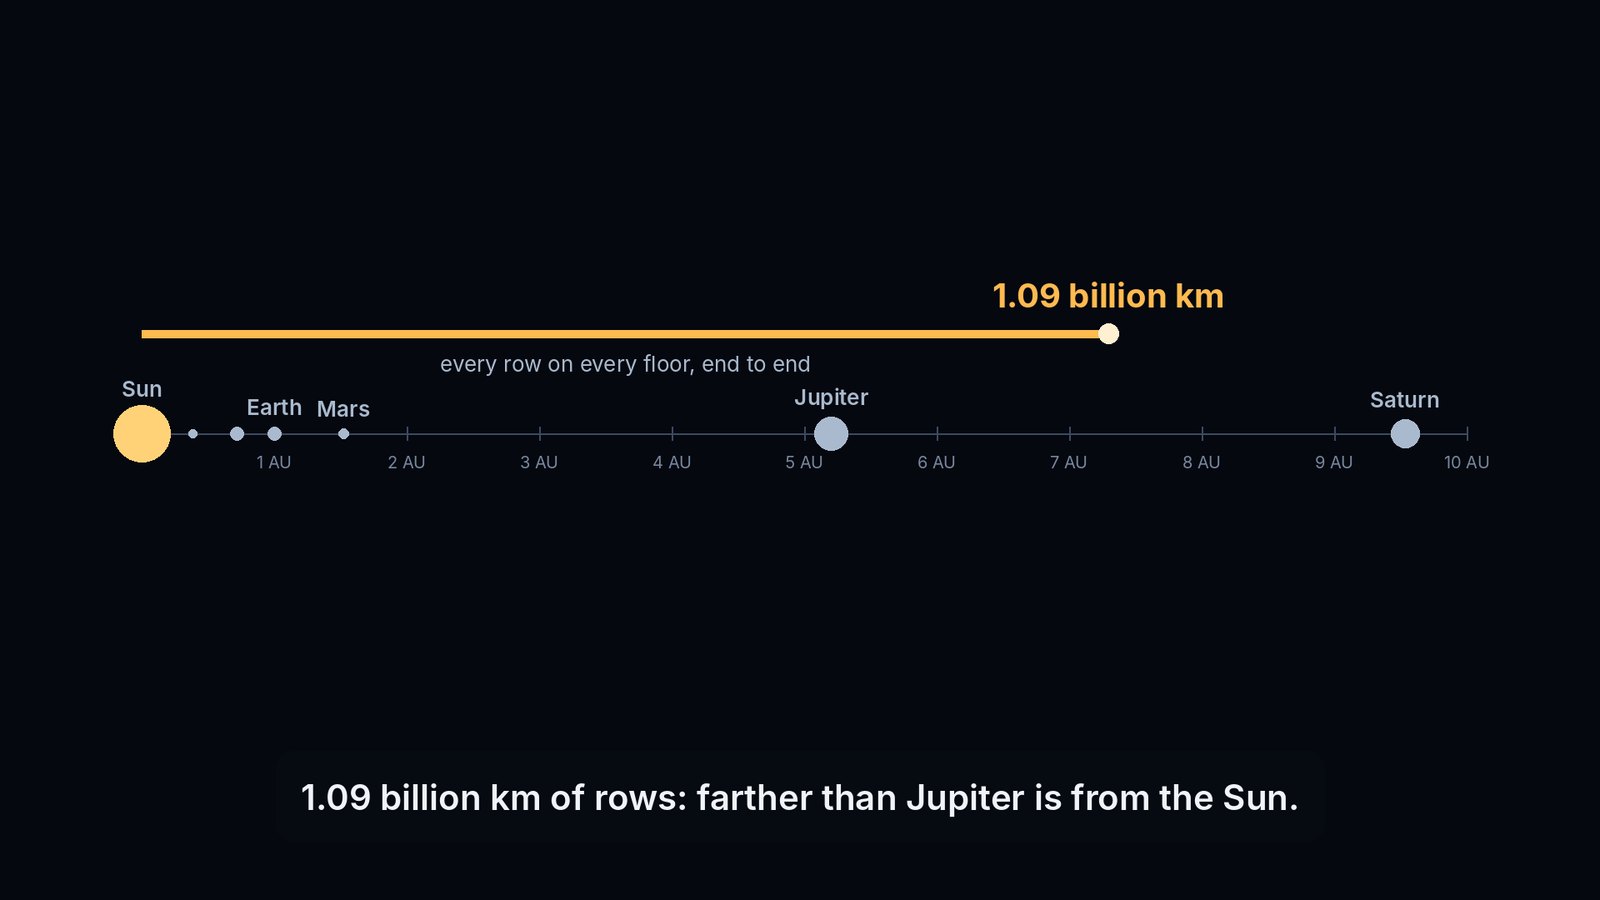 1.09 billion km
every row on every floor, end to end
Sun
Earth
Mars
Jupiter
Saturn
1 AU
2 AU
3 AU
4 AU
5 AU
6 AU
7 AU
8 AU
9 AU
10 AU
1.09 billion km of rows: farther than Jupiter is from the Sun.